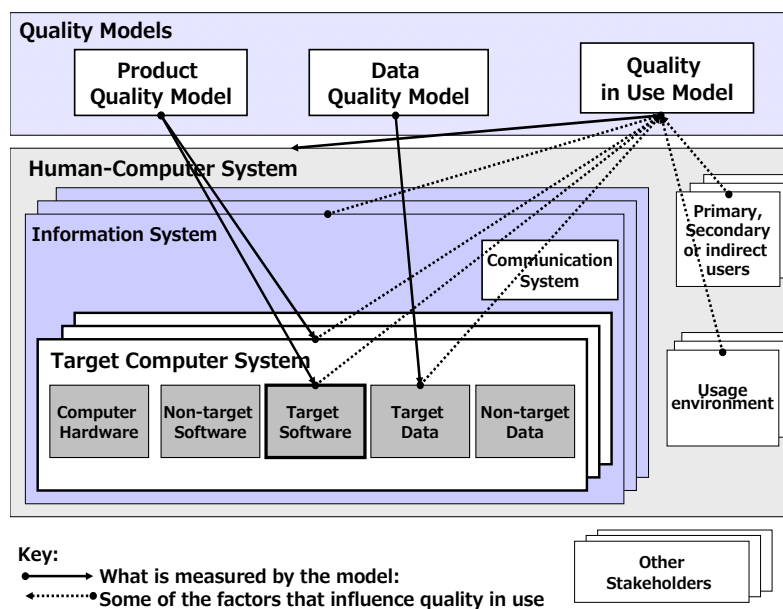 Quality Models
Product
Quality Model
Data
Quality Model
Quality
in Use Model
Human-Computer System
Information System
Communication
System
Primary,
Secondary
or indirect
users
Target Computer System
Computer
Hardware
Non-target
Software
Target
Software
Target
Data
Non-target
Data
Usage
environment
Key:
What is measured by the model:
Some of the factors that influence quality in use
Other
Stakeholders